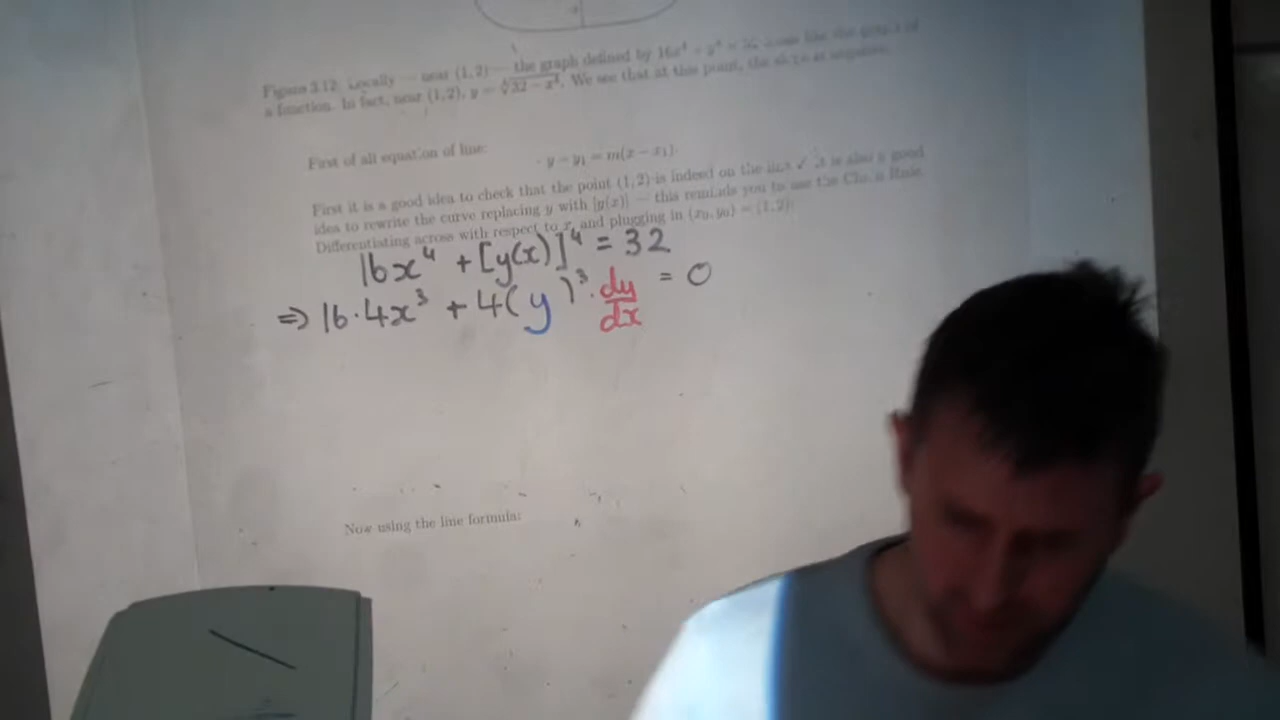 Figure 3.12: Locally — near (1, 2) — the graph defined by 16x⁴ + y⁴ = 32 looks like the graph of
a function. In fact, near (1, 2), y = ∜32 − x⁴. We see that at this point, the slope is negative.
First of all equation of line:
y − y₁ = m(x − x₁).
First it is a good idea to check that the point (1, 2) is indeed on the ✓ it is also a good
idea to rewrite the curve replacing y with [y(x)] — this reminds you to use the Chain Rule.
Differentiating across with respect to x and plugging in (x₀, y₀) = (1, 2):
16x⁴ + [y(x)]⁴ = 32
⇒ 16·4x³ + 4(y)³·dy/dx = 0
Now using the line formula: